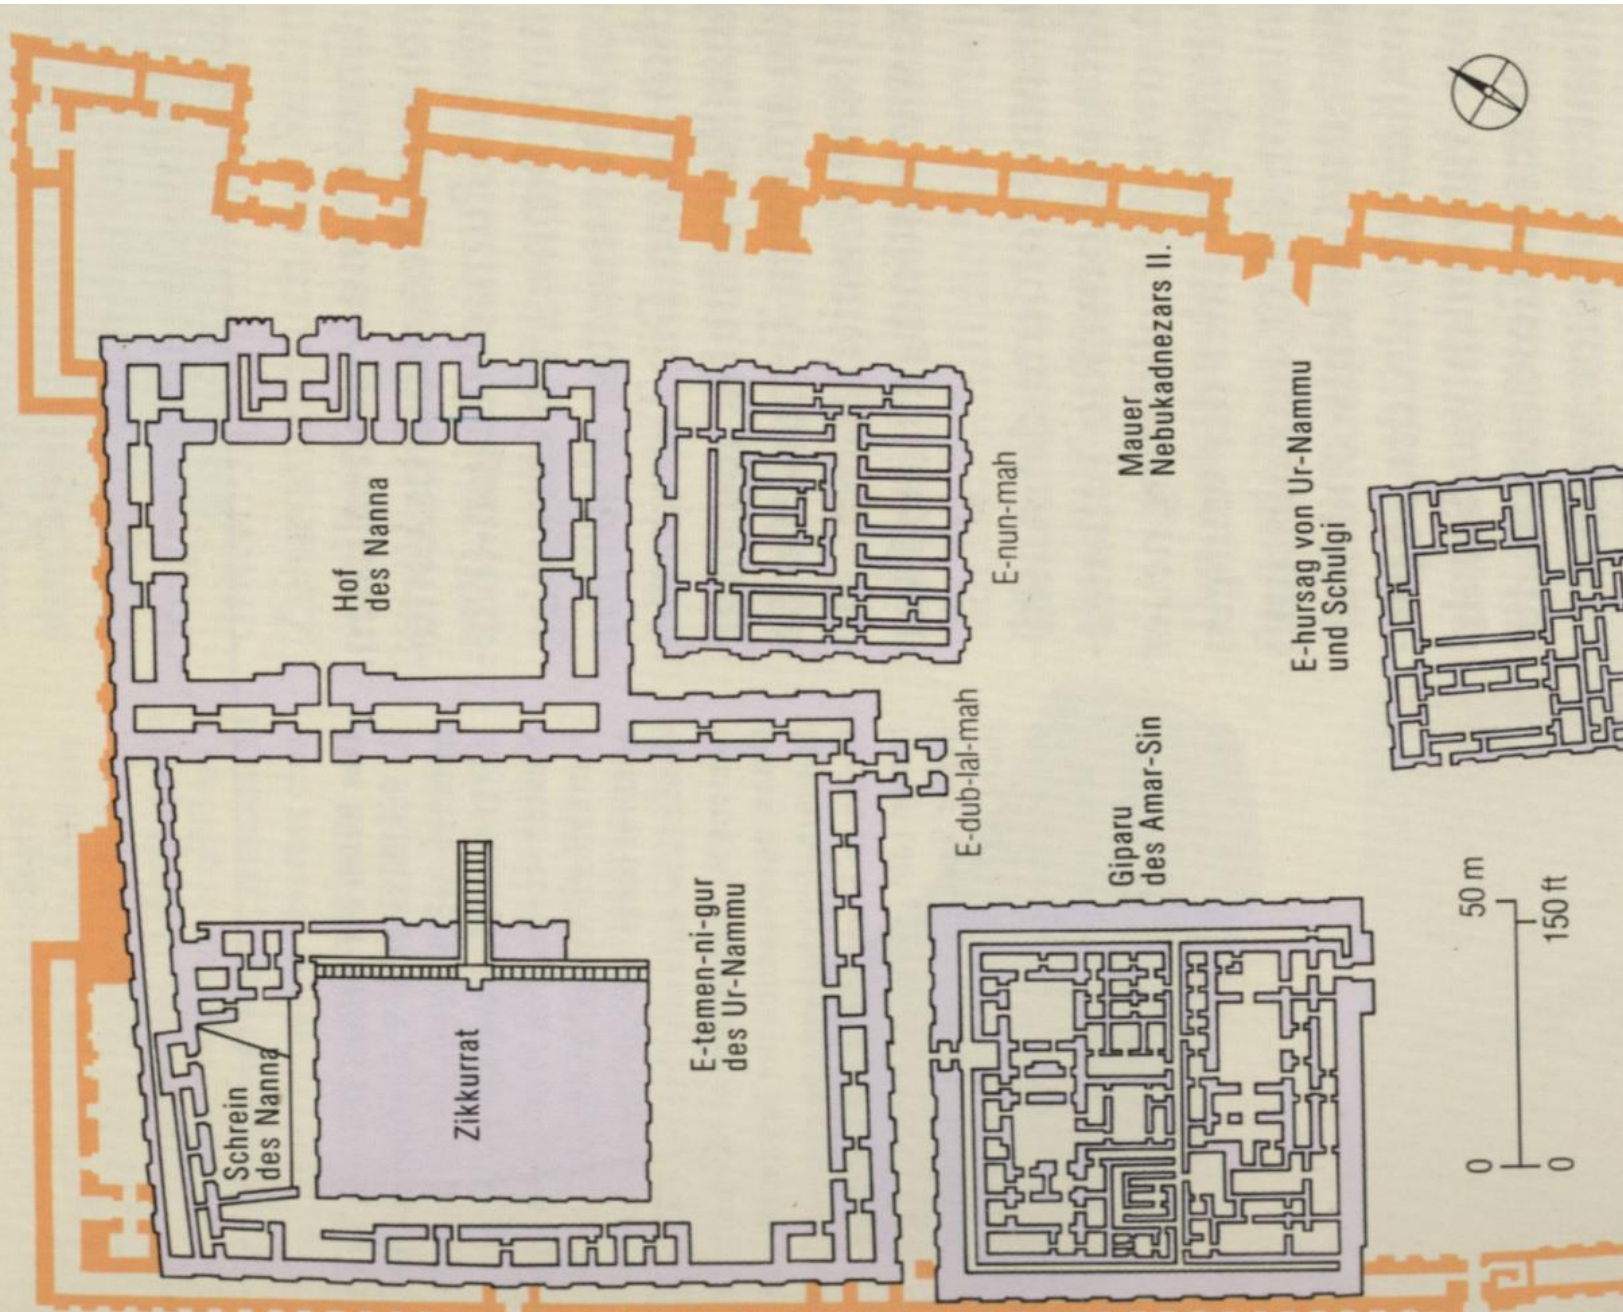 Hof
des Nanna
E-nun-mah
Mauer
Nebukadnezars II.
E-hursag von Ur-Nammu
und Schulgi
E-dub-lal-mah
Giparu
des Amar-Sin
E-temen-ni-gur
des Ur-Nammu
Zikkurrat
Schrein
des Nanna
0 50 m
0 150 ft